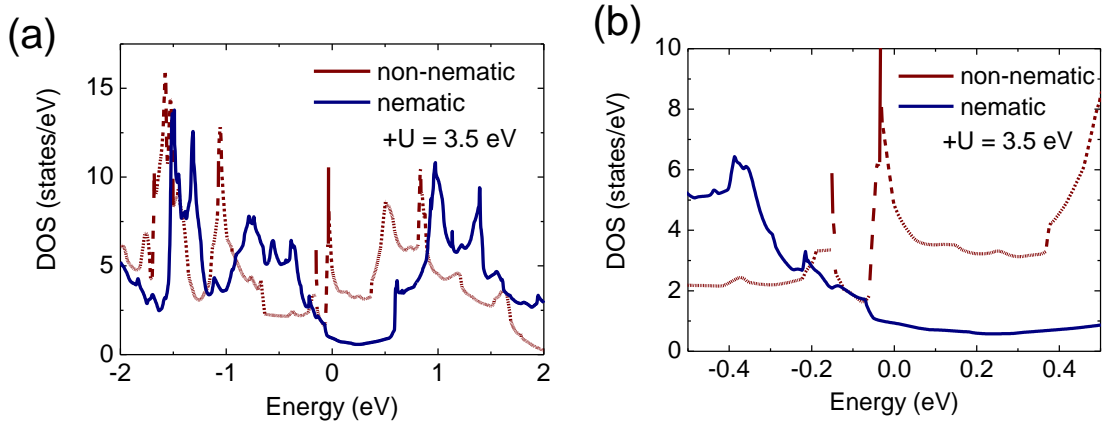 (a)
15
10
5
0
DOS (states/eV)
non-nematic
nematic
+U = 3.5 eV
-2
-1
0
1
2
Energy (eV)
(b)
10
8
6
4
2
0
DOS (states/eV)
non-nematic
nematic
+U = 3.5 eV
-0.4
-0.2
0.0
0.2
0.4
Energy (eV)